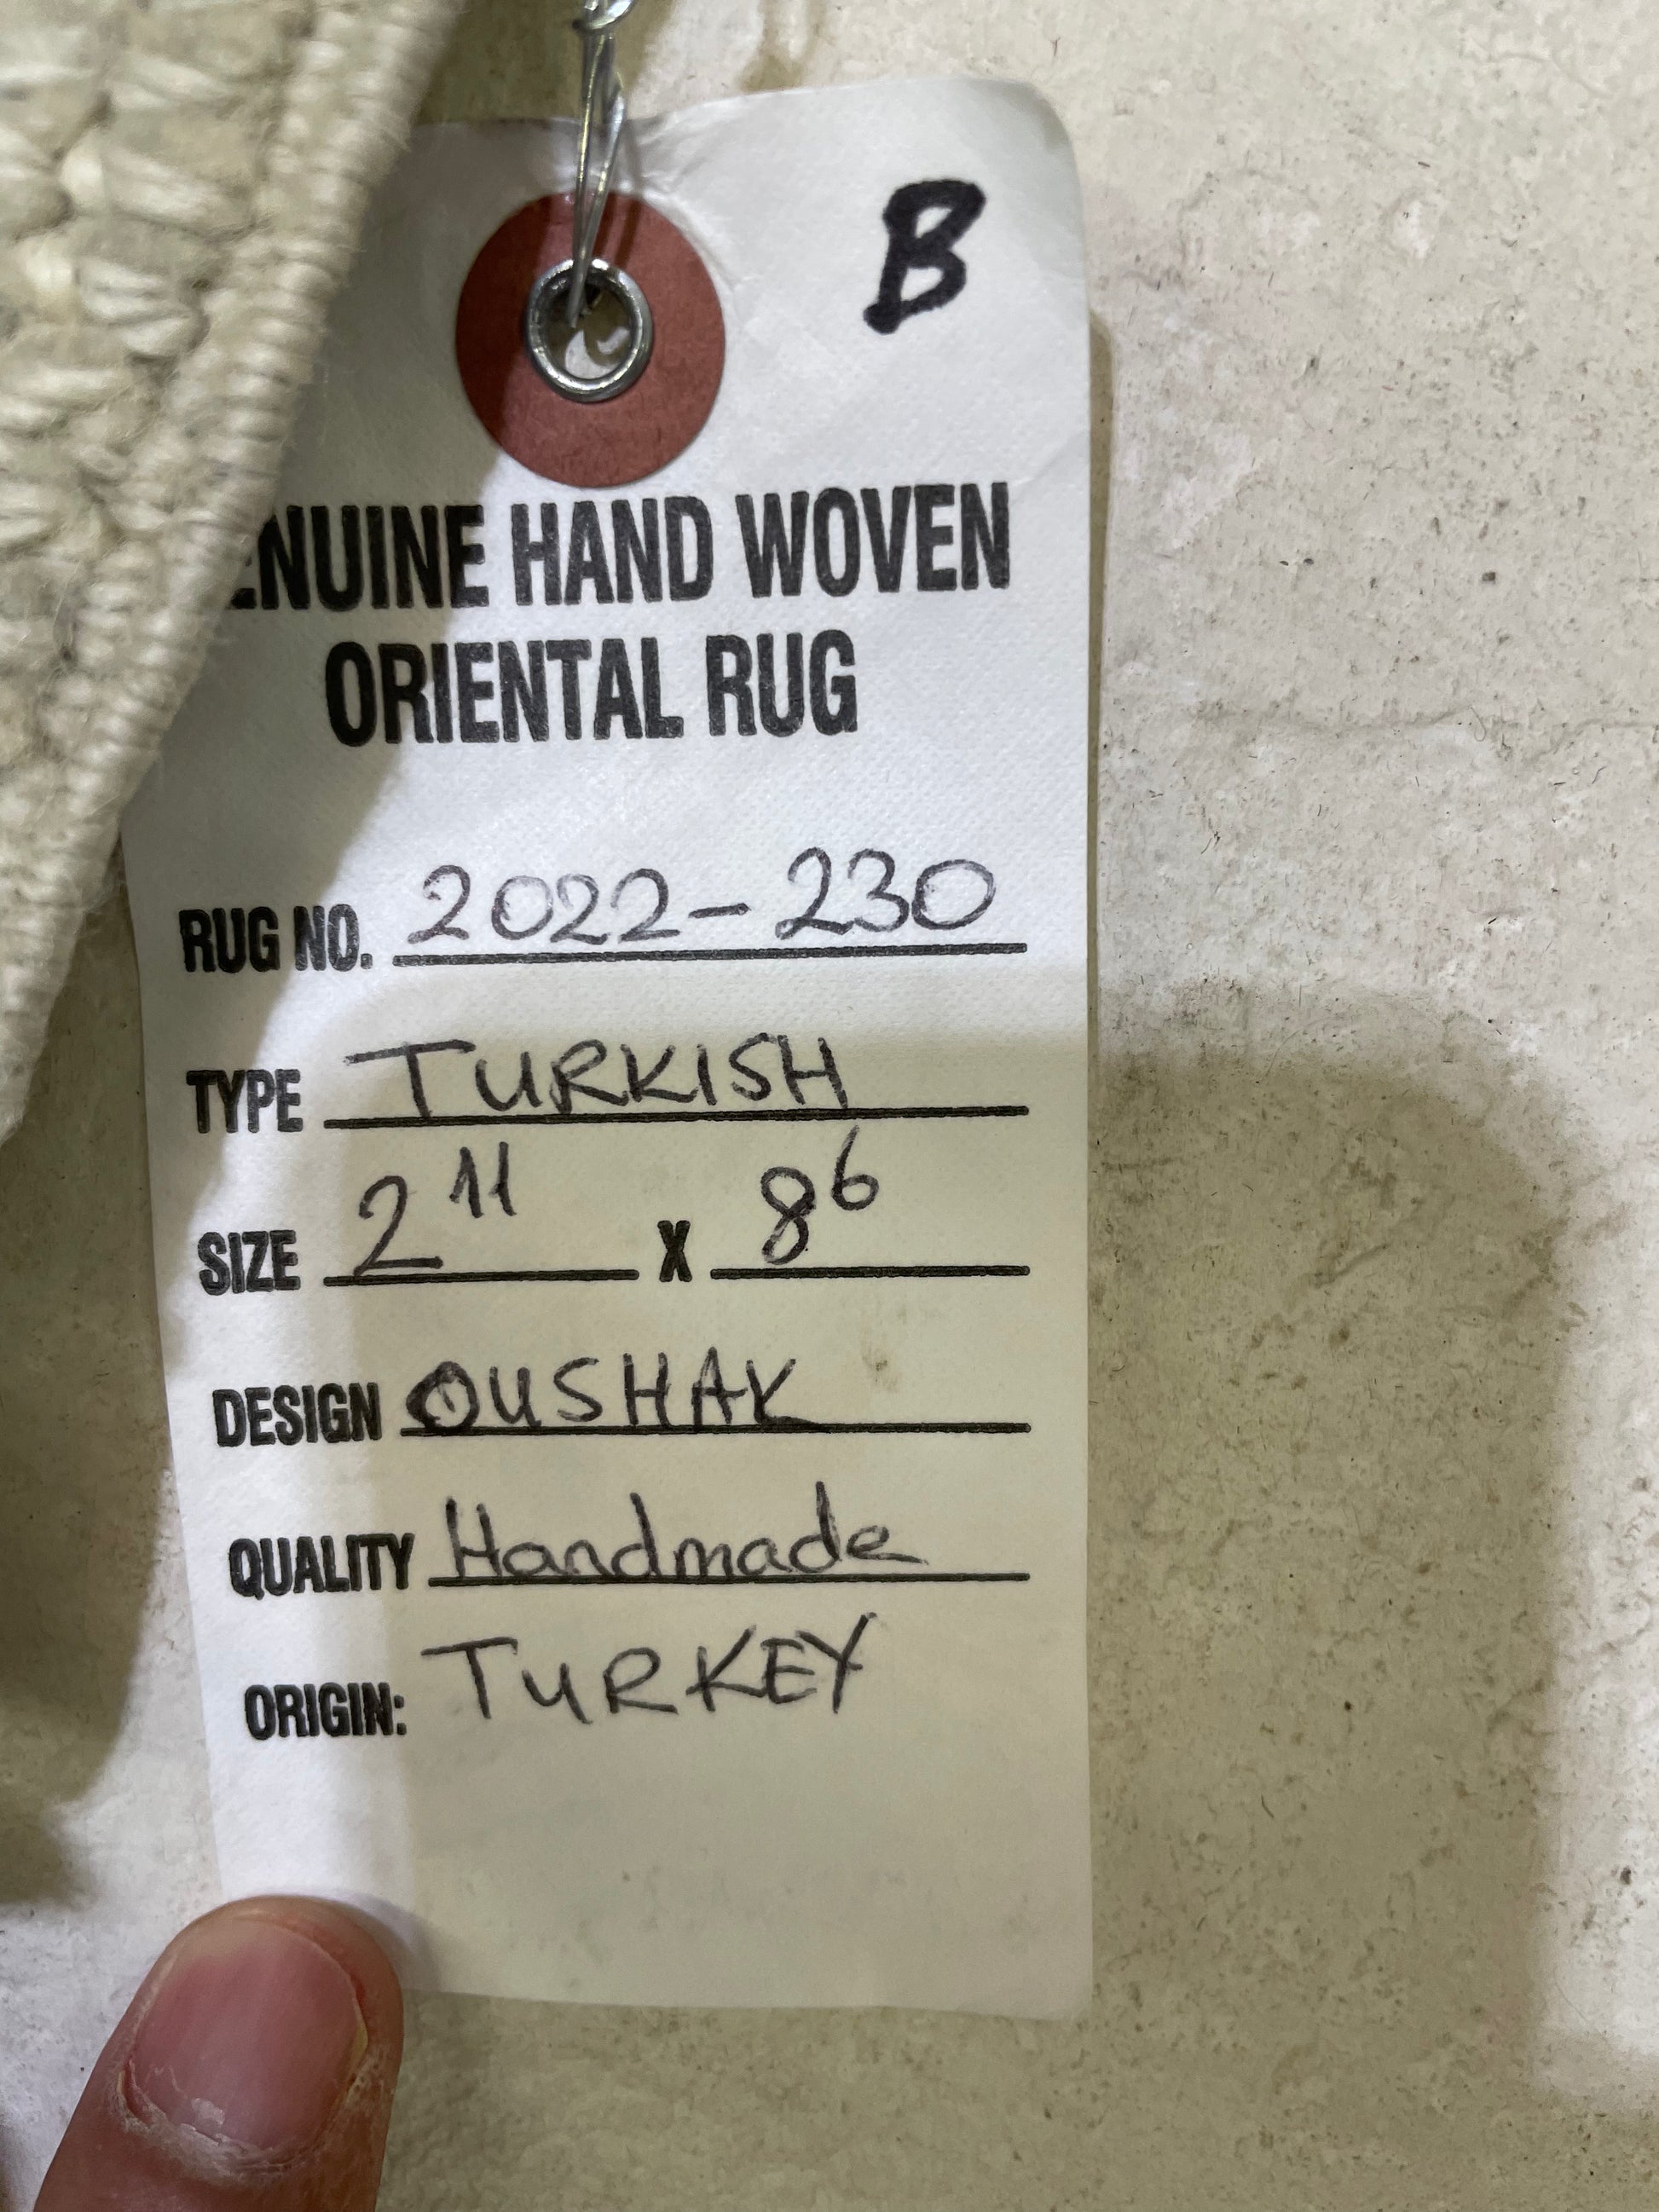 B
ENUINE HAND WOVEN
ORIENTAL RUG
RUG NO. 2022-230
TYPE TURKISH
SIZE 2 11 X 8 6
DESIGN OUSHAK
QUALITY Handmade
ORIGIN: TURKEY